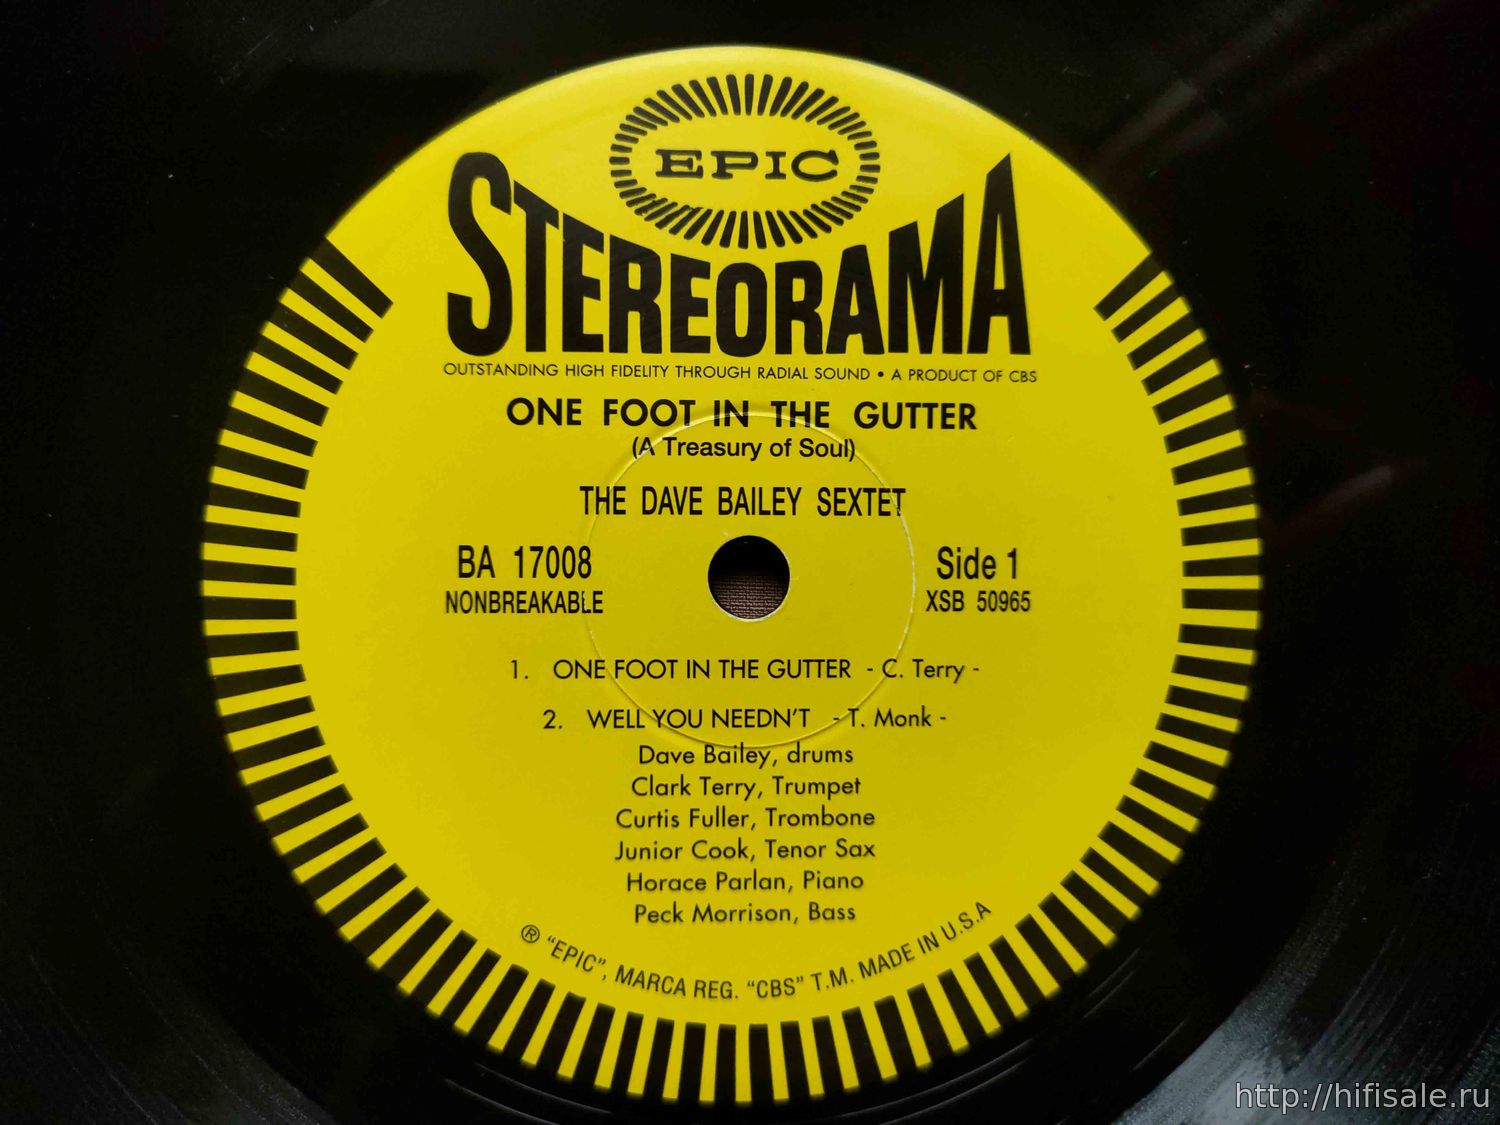 EPIC
STEREORAMA
OUTSTANDING HIGH FIDELITY THROUGH RADIAL SOUND • A PRODUCT OF CBS
ONE FOOT IN THE GUTTER
(A Treasury of Soul)
THE DAVE BAILEY SEXTET
BA 17008
NONBREAKABLE
Side 1
XSB 50965
1. ONE FOOT IN THE GUTTER - C. Terry -
2. WELL YOU NEEDN'T - T. Monk -
Dave Bailey, drums
Clark Terry, Trumpet
Curtis Fuller, Trombone
Junior Cook, Tenor Sax
Horace Parlan, Piano
Peck Morrison, Bass
® "EPIC", MARCA REG. "CBS" T.M. MADE IN U.S.A
http://hifisale.ru